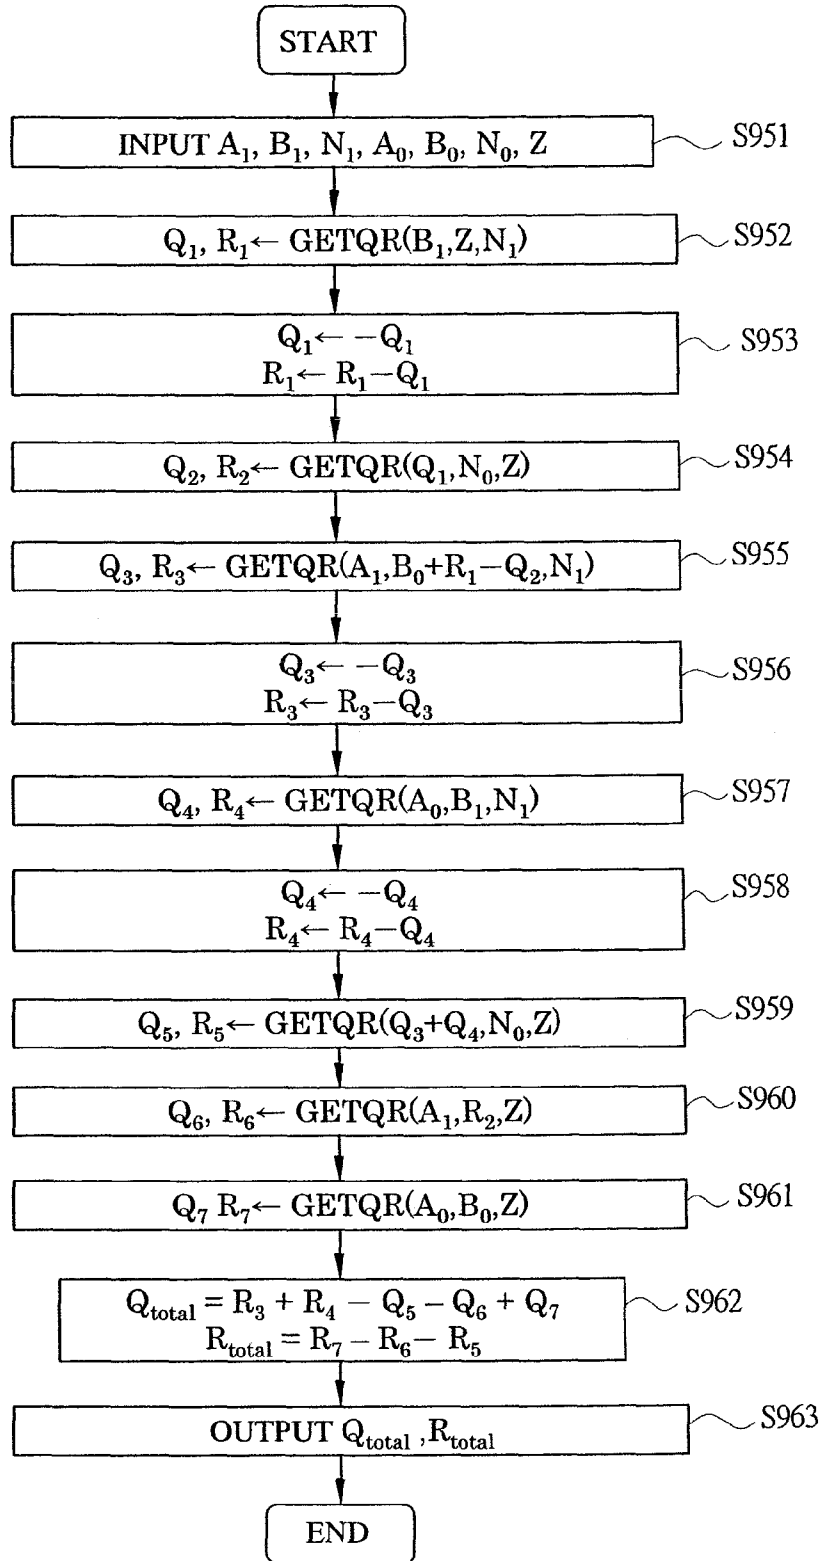 START
INPUT A₁, B₁, N₁, A₀, B₀, N₀, Z
S951
Q₁, R₁← GETQR(B₁,Z,N₁)
S952
Q₁← −Q₁
R₁← R₁−Q₁
S953
Q₂, R₂← GETQR(Q₁,N₀,Z)
S954
Q₃, R₃← GETQR(A₁,B₀+R₁−Q₂,N₁)
S955
Q₃← −Q₃
R₃← R₃−Q₃
S956
Q₄, R₄← GETQR(A₀,B₁,N₁)
S957
Q₄← −Q₄
R₄← R₄−Q₄
S958
Q₅, R₅← GETQR(Q₃+Q₄,N₀,Z)
S959
Q₆, R₆← GETQR(A₁,R₂,Z)
S960
Q₇ R₇← GETQR(A₀,B₀,Z)
S961
Q_total = R₃ + R₄ − Q₅ − Q₆ + Q₇
R_total = R₇ − R₆ − R₅
S962
OUTPUT Q_total ,R_total
S963
END